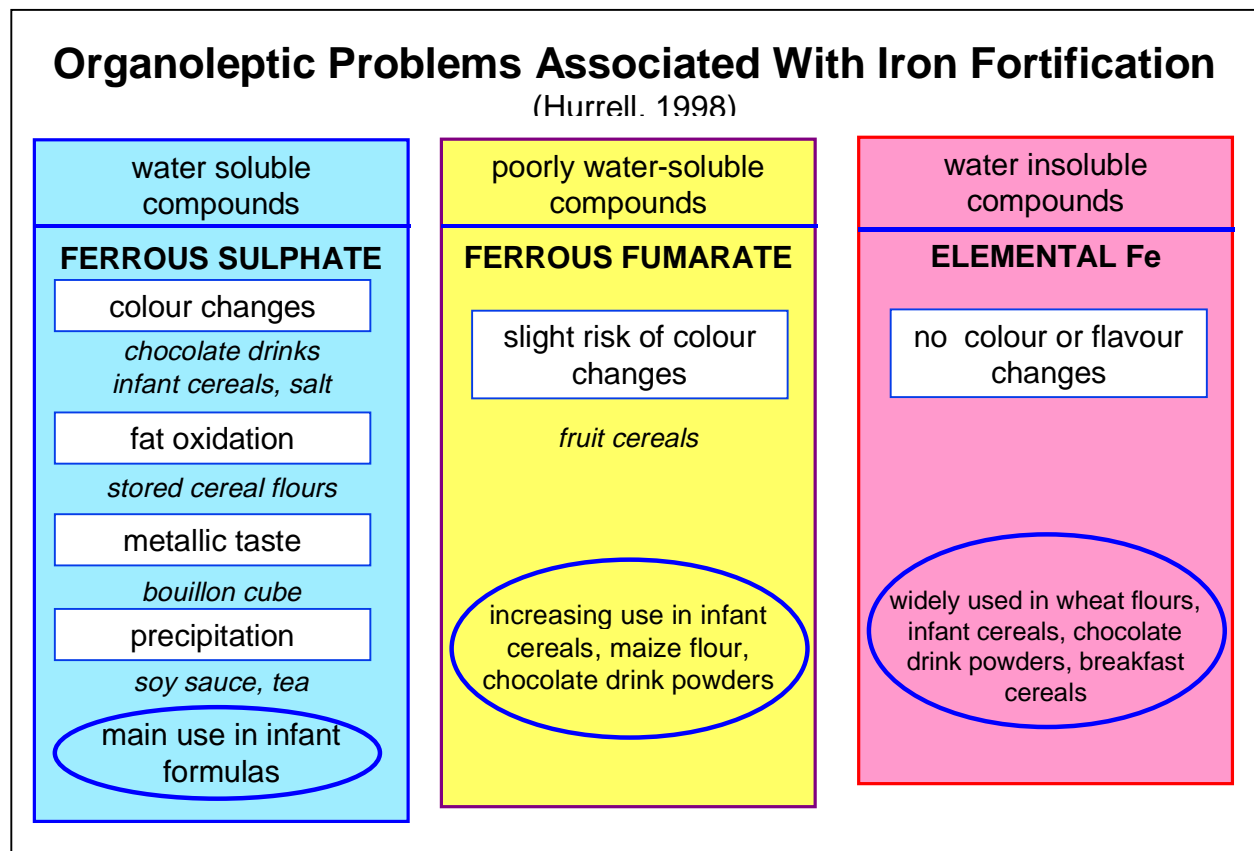 Organoleptic Problems Associated With Iron Fortification
(Hurrell, 1998)
water soluble
compounds
FERROUS SULPHATE
colour changes
chocolate drinks
infant cereals, salt
fat oxidation
stored cereal flours
metallic taste
bouillon cube
precipitation
soy sauce, tea
main use in infant
formulas
poorly water-soluble
compounds
FERROUS FUMARATE
slight risk of colour
changes
fruit cereals
increasing use in infant
cereals, maize flour,
chocolate drink powders
water insoluble
compounds
ELEMENTAL Fe
no colour or flavour
changes
widely used in wheat flours,
infant cereals, chocolate
drink powders, breakfast
cereals